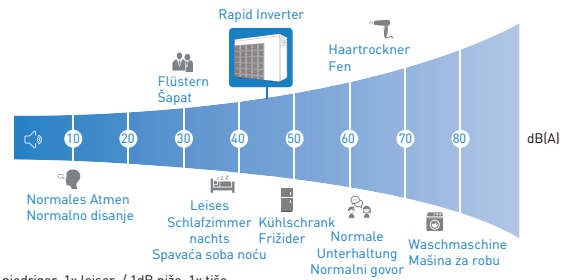 Rapid Inverter
Haartrockner
Fen
Flüstern
Šapat
10 20 30 40 50 60 70 80 dB(A)
Normales Atmen
Normalno disanje
Leises
Schlafzimmer
nachts
Spavaća soba noću
Kühlschrank
Frižider
Normale
Unterhaltung
Normalni govor
Waschmaschine
Mašina za robu
niedriger, 1x leiser / 1dB niže, 1x tiše